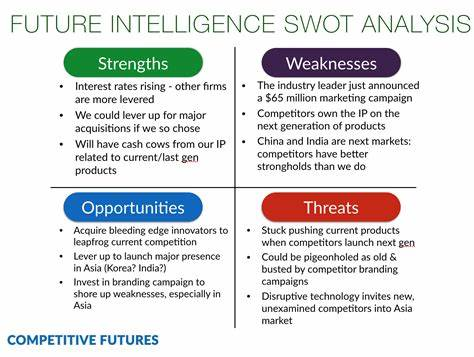 FUTURE INTELLIGENCE SWOT ANALYSIS
Strengths
• Interest rates rising - other firms
are more levered
• We could lever up for major
acquisitions if we so chose
• Will have cash cows from our IP
related to current/last gen
products
Weaknesses
• The industry leader just announced
a $65 million marketing campaign
• Competitors own the IP on the
next generation of products
• China and India are next markets:
competitors have better
strongholds than we do
Opportunities
• Acquire bleeding edge innovators to
leapfrog current competition
• Lever up to launch major presence
in Asia (Korea? India?)
• Invest in branding campaign to
shore up weaknesses, especially in
Asia
Threats
• Stuck pushing current products
when competitors launch next gen
• Could be pigeonholed as old &
busted by competitor branding
campaigns
• Disruptive technology invites new,
unexamined competitors into Asia
market
COMPETITIVE FUTURES